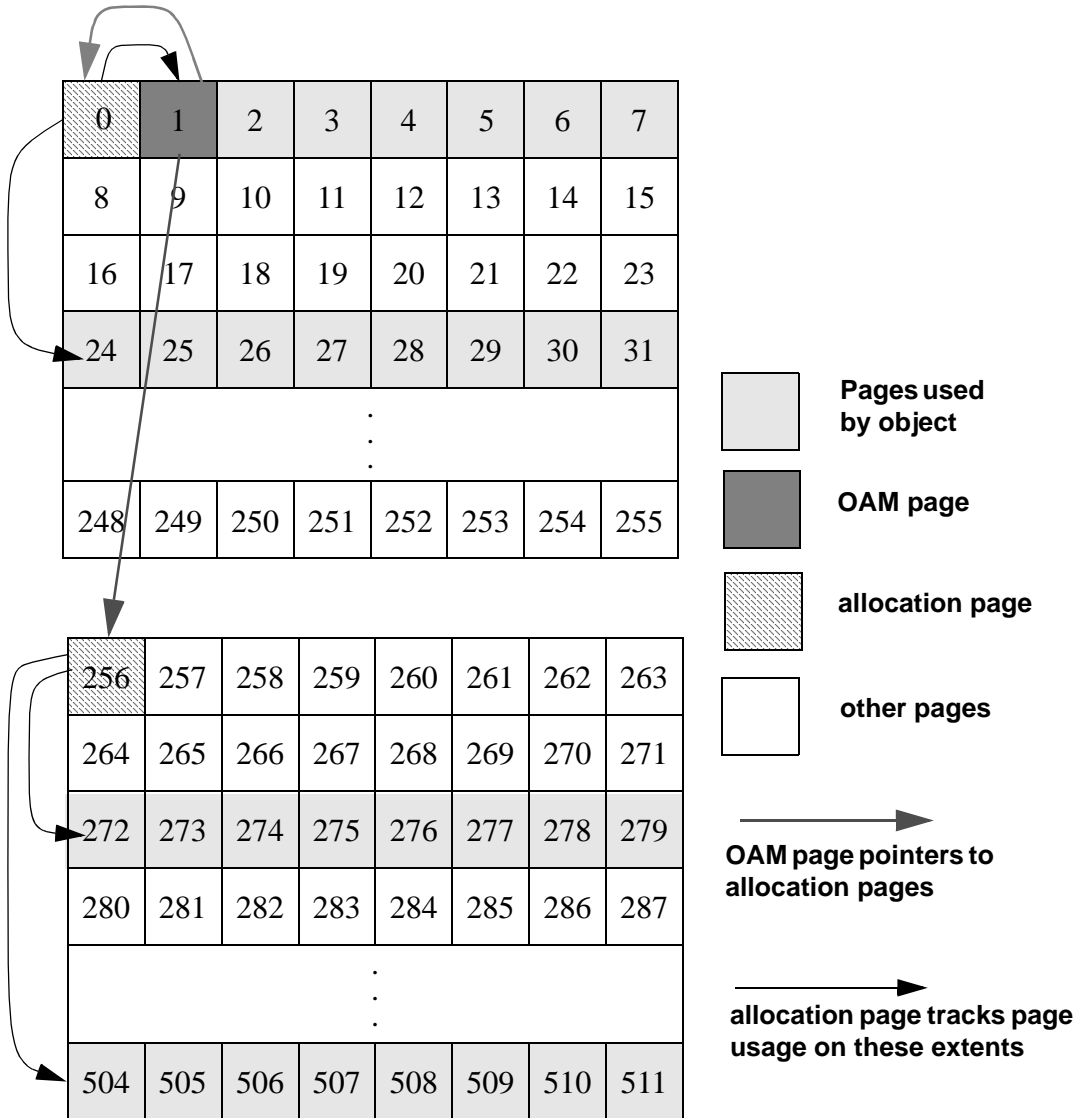 0 1 2 3 4 5 6 7
8 9 10 11 12 13 14 15
16 17 18 19 20 21 22 23
24 25 26 27 28 29 30 31
.
.
.
248 249 250 251 252 253 254 255
256 257 258 259 260 261 262 263
264 265 266 267 268 269 270 271
272 273 274 275 276 277 278 279
280 281 282 283 284 285 286 287
.
.
.
504 505 506 507 508 509 510 511
Pages used
by object
OAM page
allocation page
other pages
OAM page pointers to
allocation pages
allocation page tracks page
usage on these extents